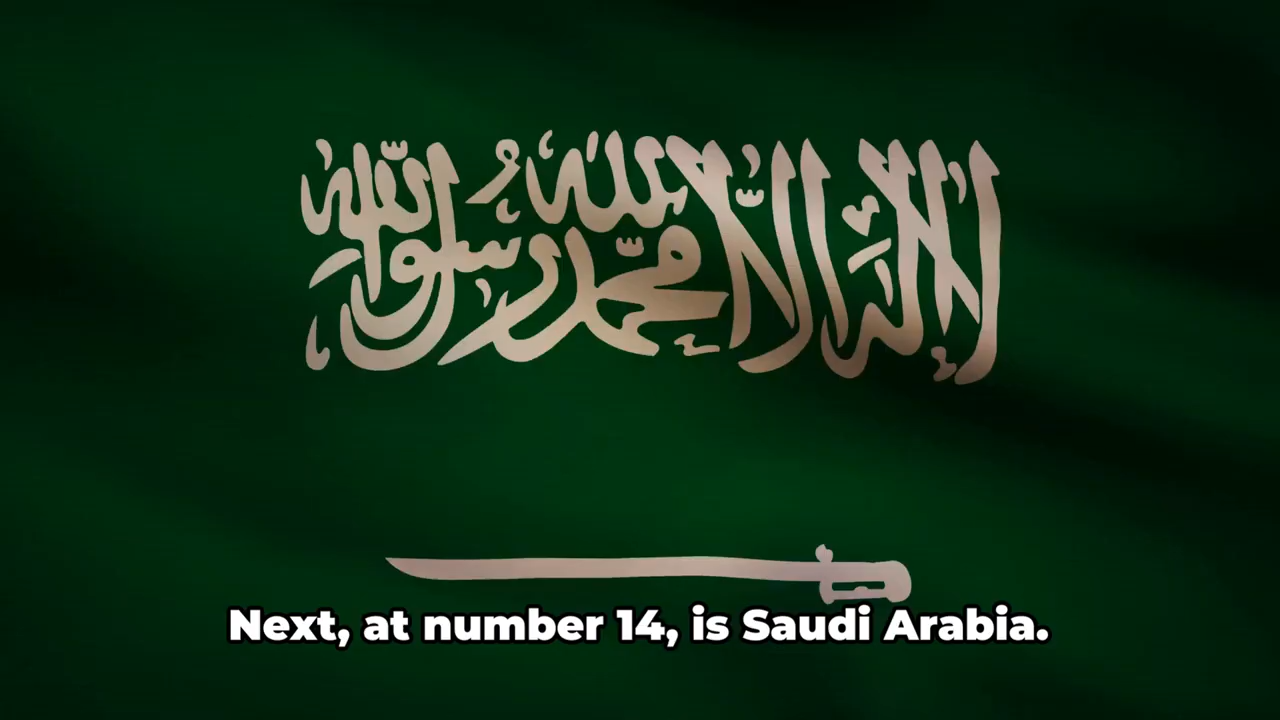 لا إله إلا الله محمد رسول الله
Next, at number 14, is Saudi Arabia.